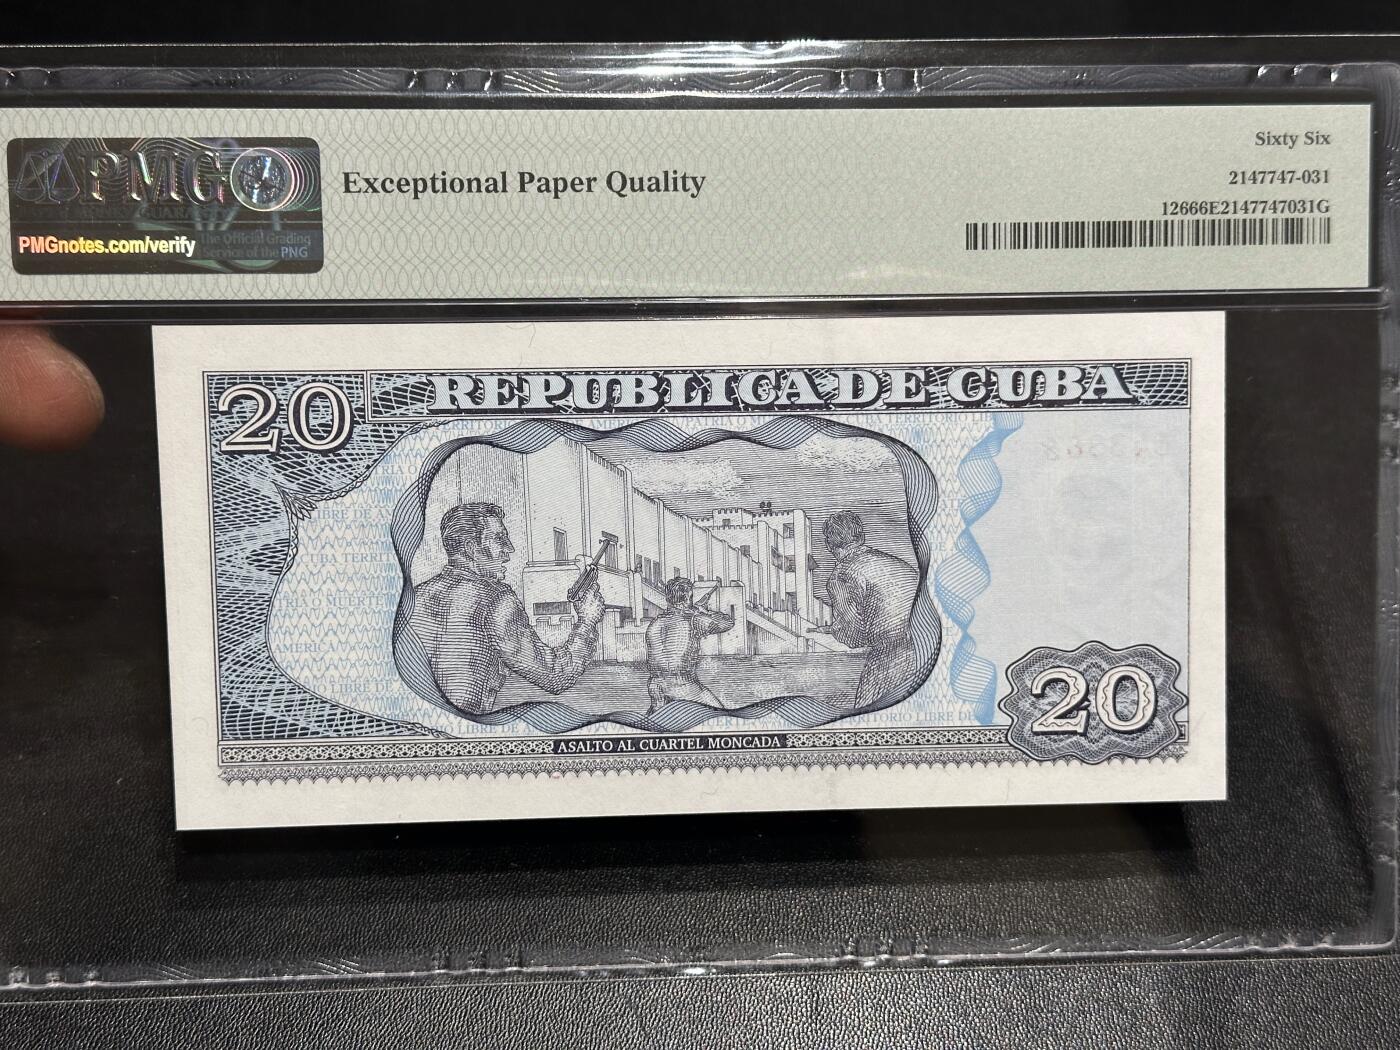 PMG
PMGnotes.com/verify
The Official Grading
Service of the PNG
Exceptional Paper Quality
Sixty Six
2147747-031
12666E2147747031G
20
REPUBLICA DE CUBA
ASALTO AL CUARTEL MONCADA
20